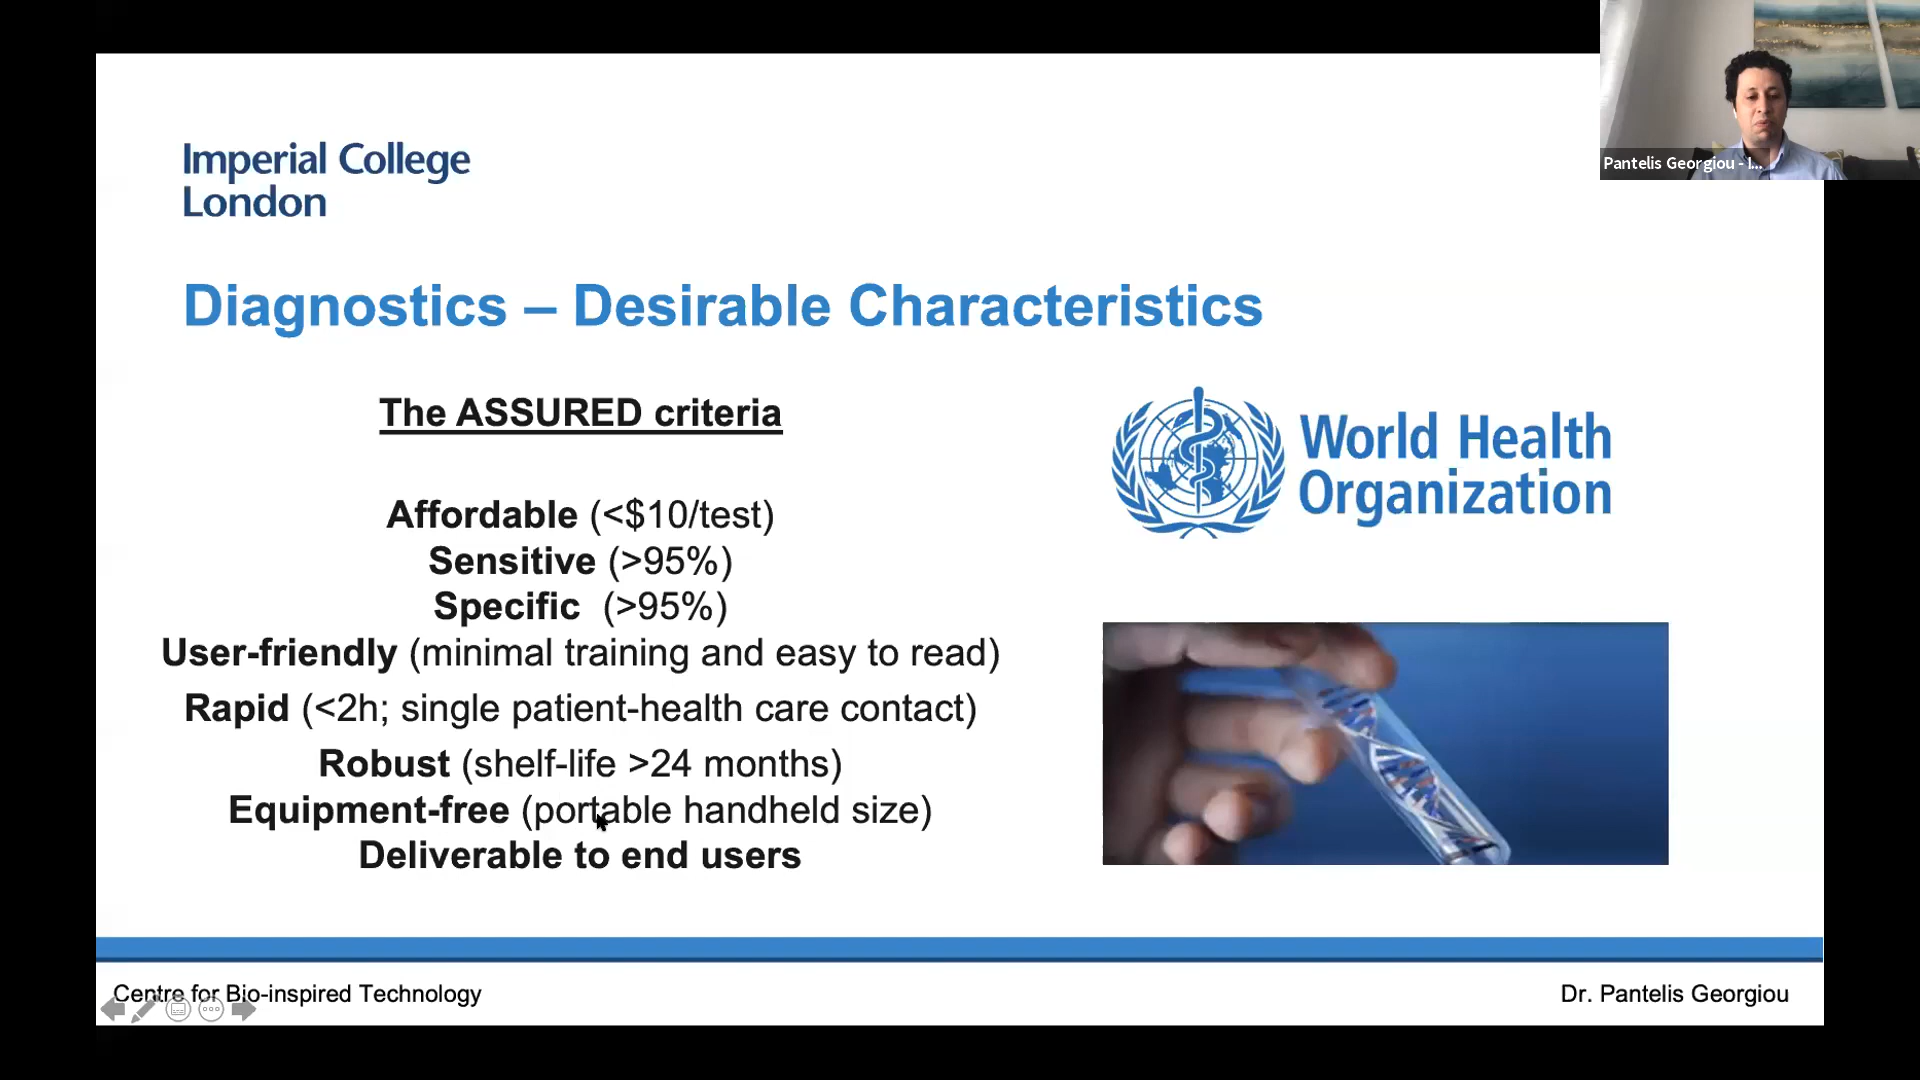 Pantelis Georgiou - I...
Imperial College
London
Diagnostics – Desirable Characteristics
The ASSURED criteria
Affordable (<$10/test)
Sensitive (>95%)
Specific (>95%)
User-friendly (minimal training and easy to read)
Rapid (<2h; single patient-health care contact)
Robust (shelf-life >24 months)
Equipment-free (portable handheld size)
Deliverable to end users
World Health
Organization
Centre for Bio-inspired Technology
Dr. Pantelis Georgiou